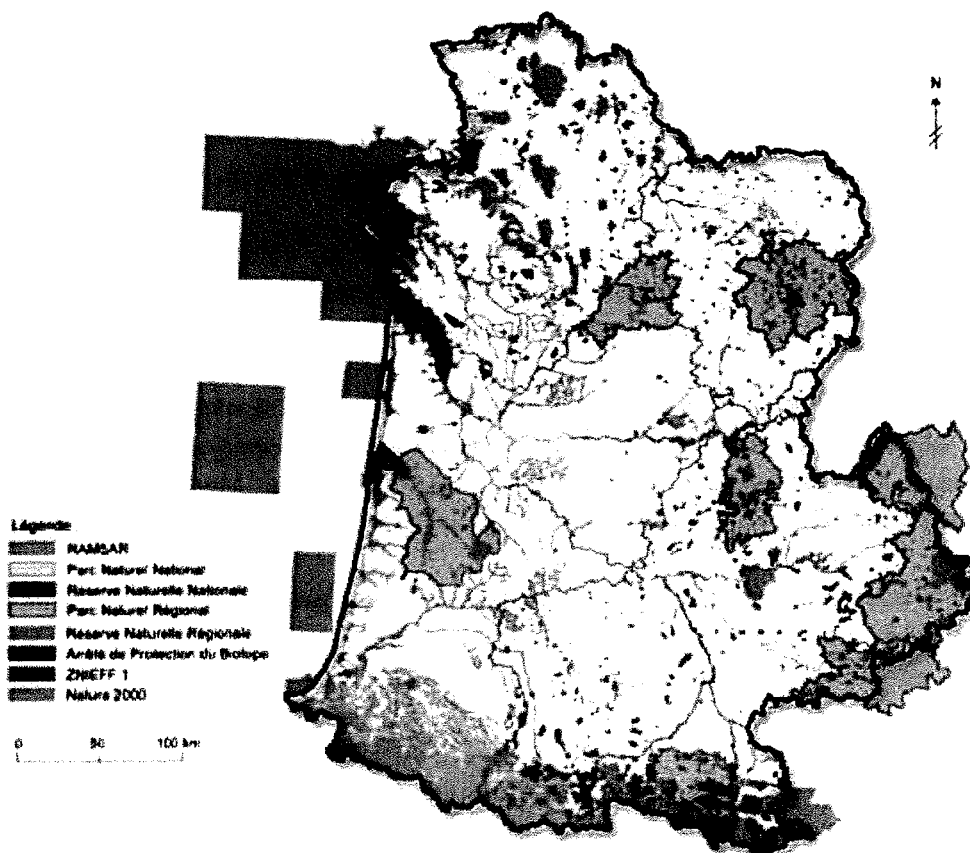 N
Légende
RAMSAR
Parc Naturel National
Réserve Naturelle Nationale
Parc Naturel Régional
Réserve Naturelle Régionale
Arrêté de Protection du Biotope
ZNIEFF 1
Natura 2000
0 50 100 km